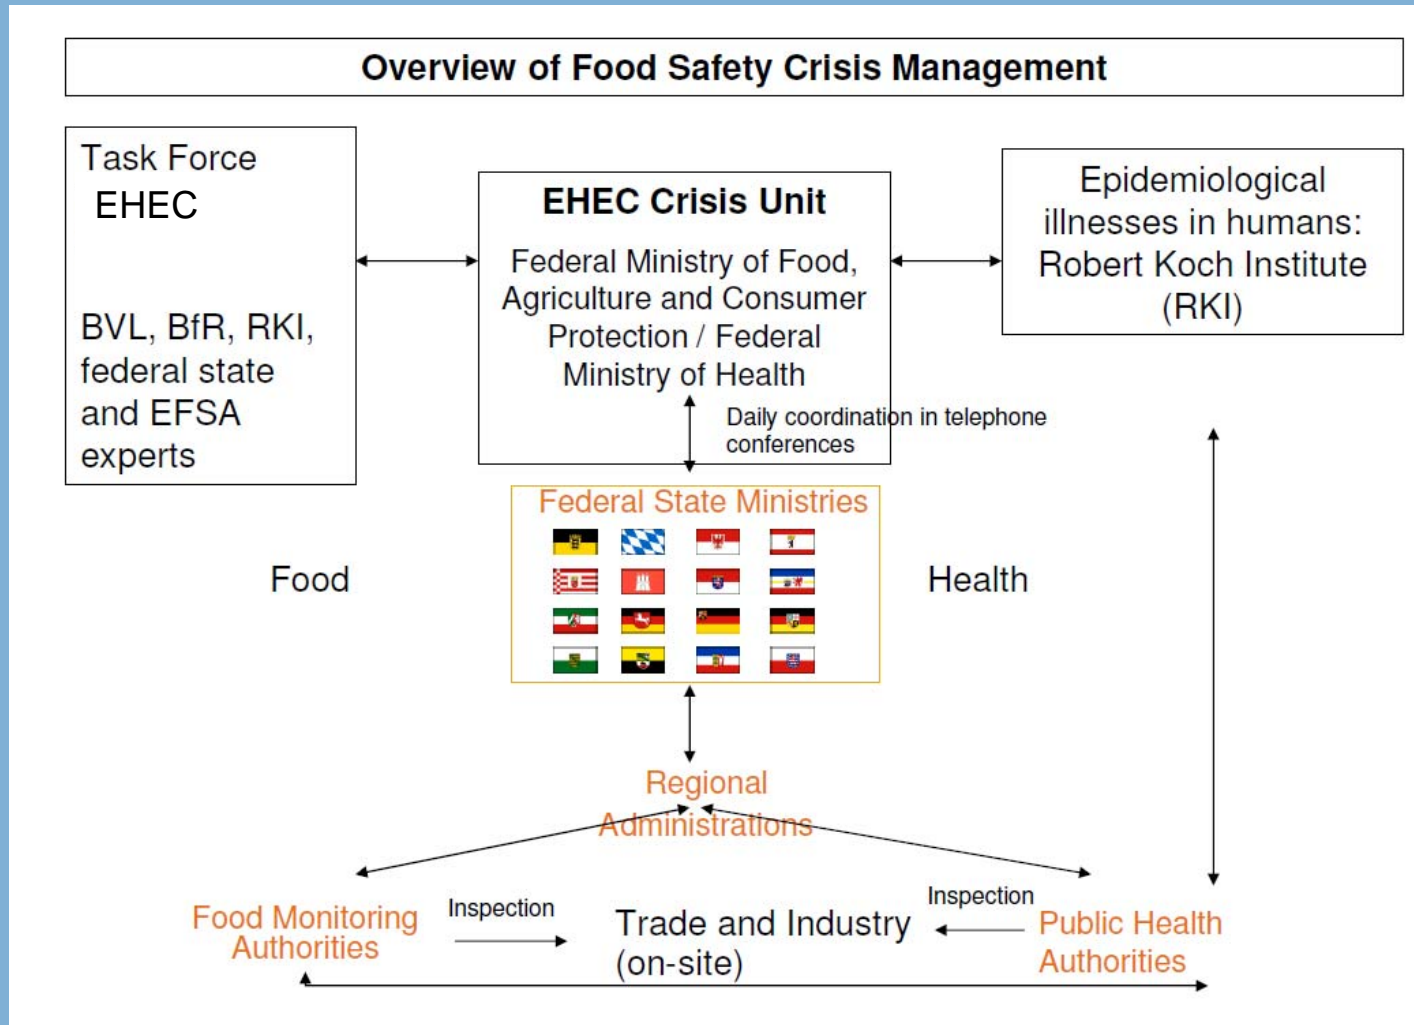 Overview of Food Safety Crisis Management
Task Force
EHEC
BVL, BfR, RKI,
federal state
and EFSA
experts
EHEC Crisis Unit
Federal Ministry of Food,
Agriculture and Consumer
Protection / Federal
Ministry of Health
Daily coordination in telephone
conferences
Epidemiological
illnesses in humans:
Robert Koch Institute
(RKI)
Federal State Ministries
Food
Health
Regional
Administrations
Food Monitoring
Authorities
Inspection
Trade and Industry
(on-site)
Inspection
Public Health
Authorities